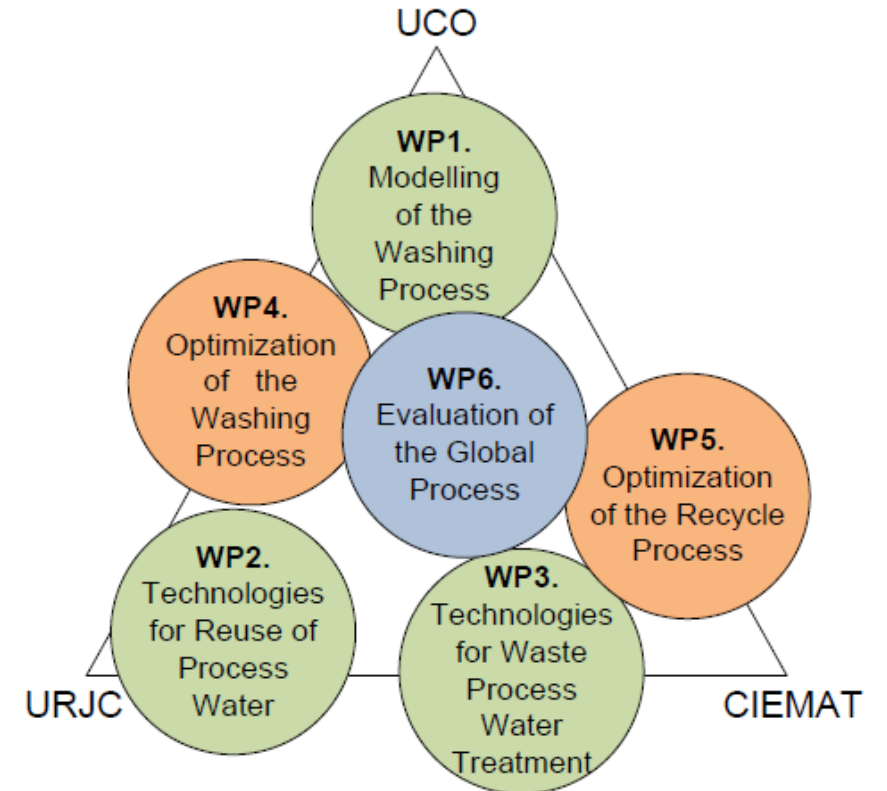 UCO
WP1.
Modelling
of the
Washing
Process
WP4.
Optimization
of the
Washing
Process
WP6.
Evaluation of
the Global
Process
WP5.
Optimization
of the Recycle
Process
WP2.
Technologies
for Reuse of
Process
Water
WP3.
Technologies
for Waste
Process
Water
Treatment
URJC
CIEMAT